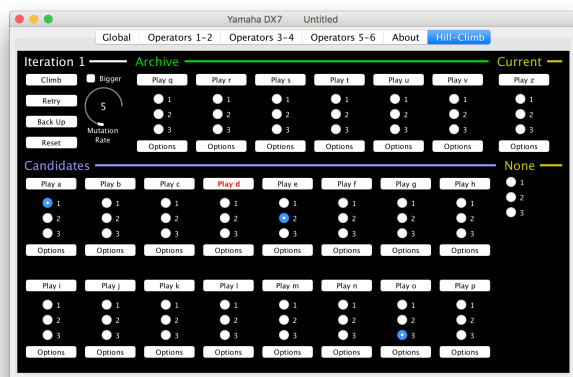 Yamaha DX7 Untitled
Global Operators 1-2 Operators 3-4 Operators 5-6 About Hill-Climb
Iteration 1 Archive Current
Climb Bigger Play q Play r Play s Play t Play u Play v Play z
1 1 1 1 1 1 1
Retry 5
2 2 2 2 2 2 2
Back Up Mutation
Rate
3 3 3 3 3 3 3
Reset Options Options Options Options Options Options Options
Candidates None
Play a Play b Play c Play d Play e Play f Play g Play h 1
1 1 1 1 1 1 1 1 2
2 2 2 2 2 2 2 2 3
3 3 3 3 3 3 3 3
Options Options Options Options Options Options Options Options
Play i Play j Play k Play l Play m Play n Play o Play p
1 1 1 1 1 1 1 1
2 2 2 2 2 2 2 2
3 3 3 3 3 3 3 3
Options Options Options Options Options Options Options Options